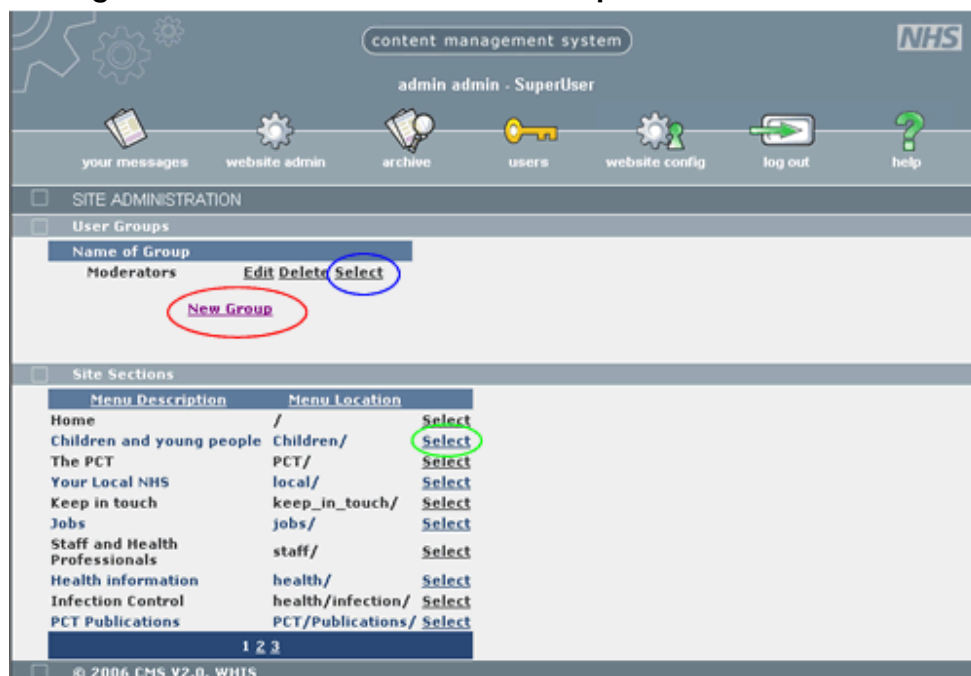 content management system
NHS
admin admin - SuperUser
your messages website admin archive users website config log out help
SITE ADMINISTRATION
User Groups
Name of Group
Moderators Edit Delete Select
New Group
Site Sections
Menu Description Menu Location
Home / Select
Children and young people Children/ Select
The PCT PCT/ Select
Your Local NHS local/ Select
Keep in touch keep_in_touch/ Select
Jobs jobs/ Select
Staff and Health
Professionals staff/ Select
Health information health/ Select
Infection Control health/infection/ Select
PCT Publications PCT/Publications/ Select
1 2 3
© 2006 CMS V2.0. WHIS